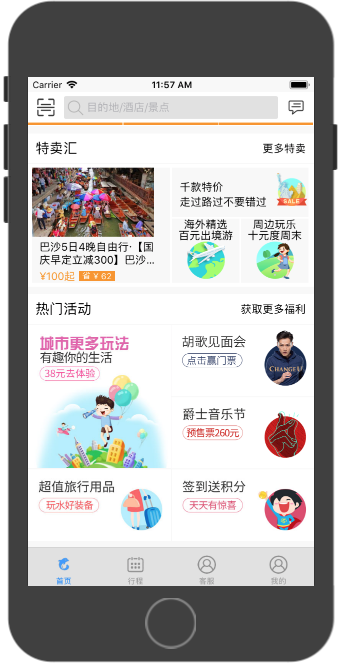 Carrier
11:57 AM
目的地/酒店/景点
特卖汇
更多特卖
巴沙5日4晚自由行·【国
庆早定立减300】巴沙...
¥100起
省 ¥ 62
千款特价
走过路过不要错过
SALE
海外精选
百元出境游
周边玩乐
十元度周末
热门活动
获取更多福利
城市更多玩法
有趣你的生活
38元去体验
胡歌见面会
点击赢门票
CHANGE
爵士音乐节
预售票260元
超值旅行用品
玩水好装备
签到送积分
天天有惊喜
首页
行程
客服
我的